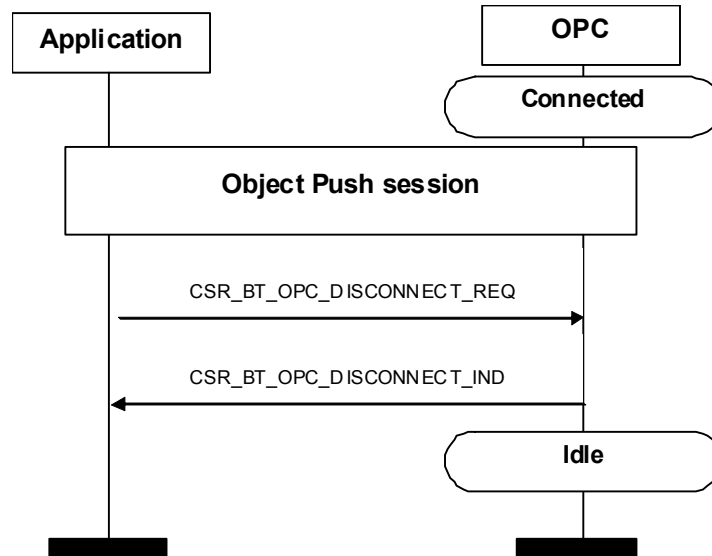 Application
OPC
Connected
Object Push session
CSR_BT_OPC_DISCONNECT_REQ
CSR_BT_OPC_DISCONNECT_IND
Idle